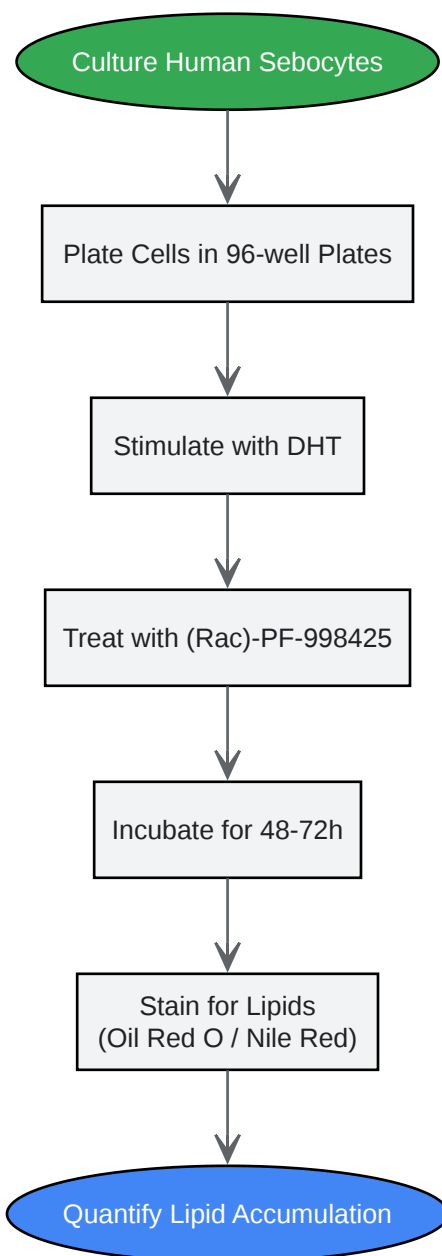 Culture Human Sebocytes
Plate Cells in 96-well Plates
Stimulate with DHT
Treat with (Rac)-PF-998425
Incubate for 48-72h
Stain for Lipids
(Oil Red O / Nile Red)
Quantify Lipid Accumulation